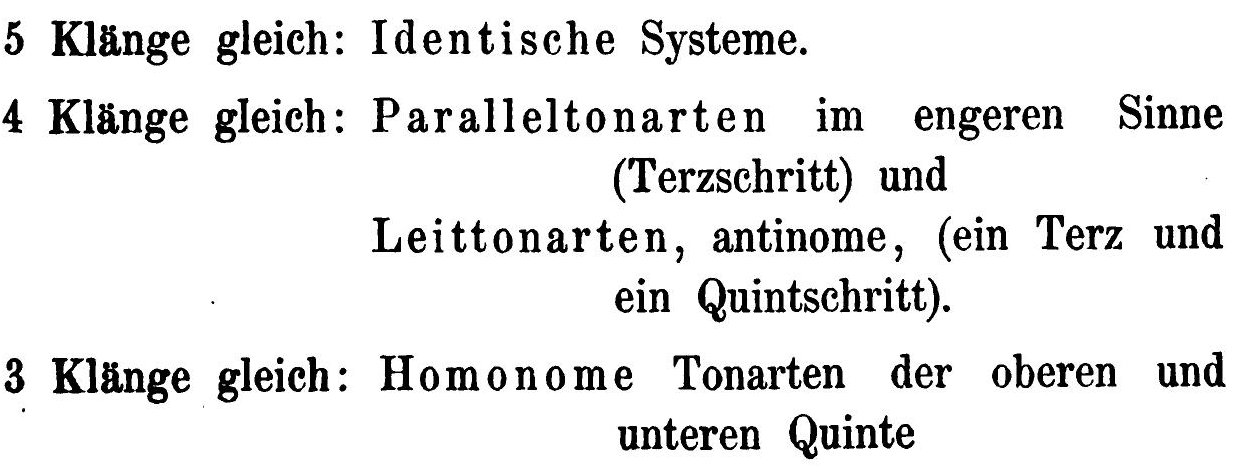 5 Klänge gleich: Identische Systeme.
4 Klänge gleich: Paralleltonarten im engeren Sinne
(Terzschritt) und
Leittonarten, antinome, (ein Terz und
ein Quintschritt).
3 Klänge gleich: Homonome Tonarten der oberen und
unteren Quinte